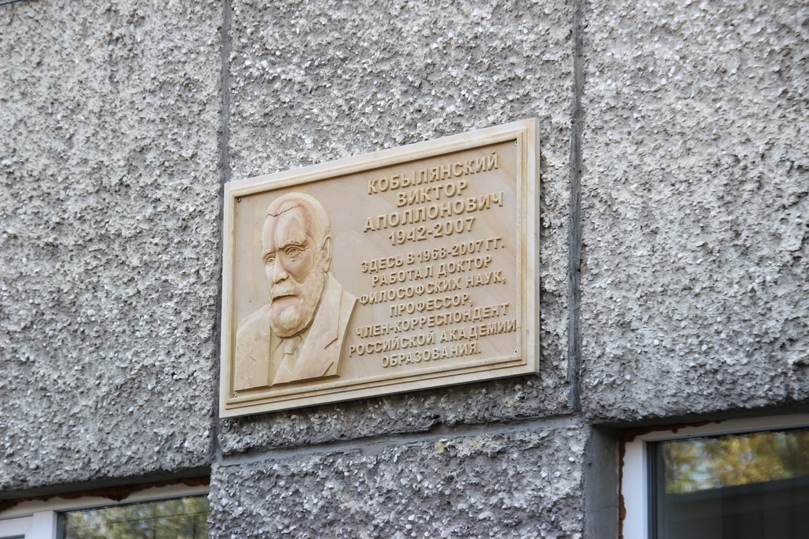 КОБЫЛЯНСКИЙ
ВИКТОР
АПОЛЛОНОВИЧ
1942-2007
ЗДЕСЬ В 1968-2007 ГГ.
РАБОТАЛ ДОКТОР
ФИЛОСОФСКИХ НАУК,
ПРОФЕССОР,
ЧЛЕН-КОРРЕСПОНДЕНТ
РОССИЙСКОЙ АКАДЕМИИ
ОБРАЗОВАНИЯ.